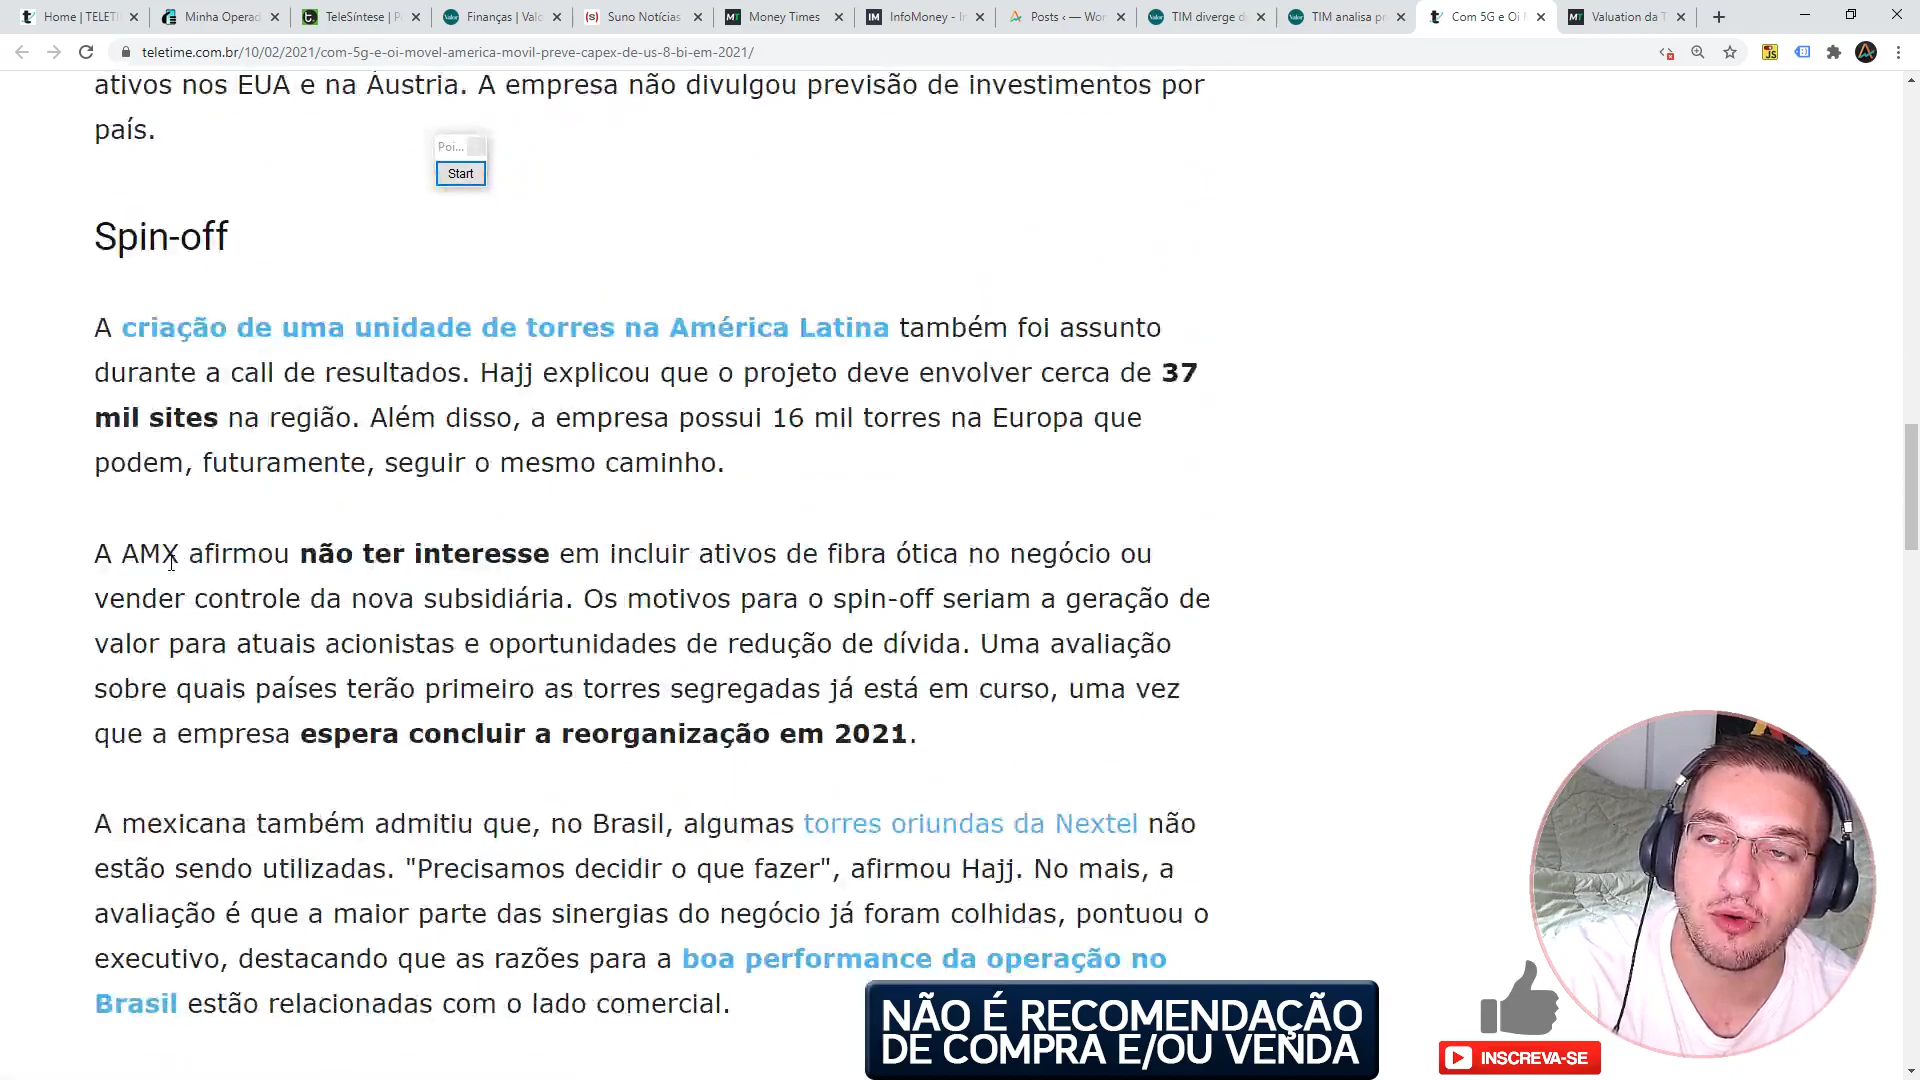 Home | TELETI
Minha Operad
TeleSíntese | P
Finanças | Valo
Suno Notícias
Money Times
InfoMoney - In
Posts ‹ — Wor
TIM diverge d
TIM analisa pr
Com 5G e Oi M
Valuation da T
teletime.com.br/10/02/2021/com-5g-e-oi-movel-america-movil-preve-capex-de-us-8-bi-em-2021/
ativos nos EUA e na Áustria. A empresa não divulgou previsão de investimentos por
país.
Poi...
Start
Spin-off
A criação de uma unidade de torres na América Latina também foi assunto
durante a call de resultados. Hajj explicou que o projeto deve envolver cerca de 37
mil sites na região. Além disso, a empresa possui 16 mil torres na Europa que
podem, futuramente, seguir o mesmo caminho.
A AMX afirmou não ter interesse em incluir ativos de fibra ótica no negócio ou
vender controle da nova subsidiária. Os motivos para o spin-off seriam a geração de
valor para atuais acionistas e oportunidades de redução de dívida. Uma avaliação
sobre quais países terão primeiro as torres segregadas já está em curso, uma vez
que a empresa espera concluir a reorganização em 2021.
A mexicana também admitiu que, no Brasil, algumas torres oriundas da Nextel não
estão sendo utilizadas. "Precisamos decidir o que fazer", afirmou Hajj. No mais, a
avaliação é que a maior parte das sinergias do negócio já foram colhidas, pontuou o
executivo, destacando que as razões para a boa performance da operação no
Brasil estão relacionadas com o lado comercial.
NÃO É RECOMENDAÇÃO
DE COMPRA E/OU VENDA
INSCREVA-SE